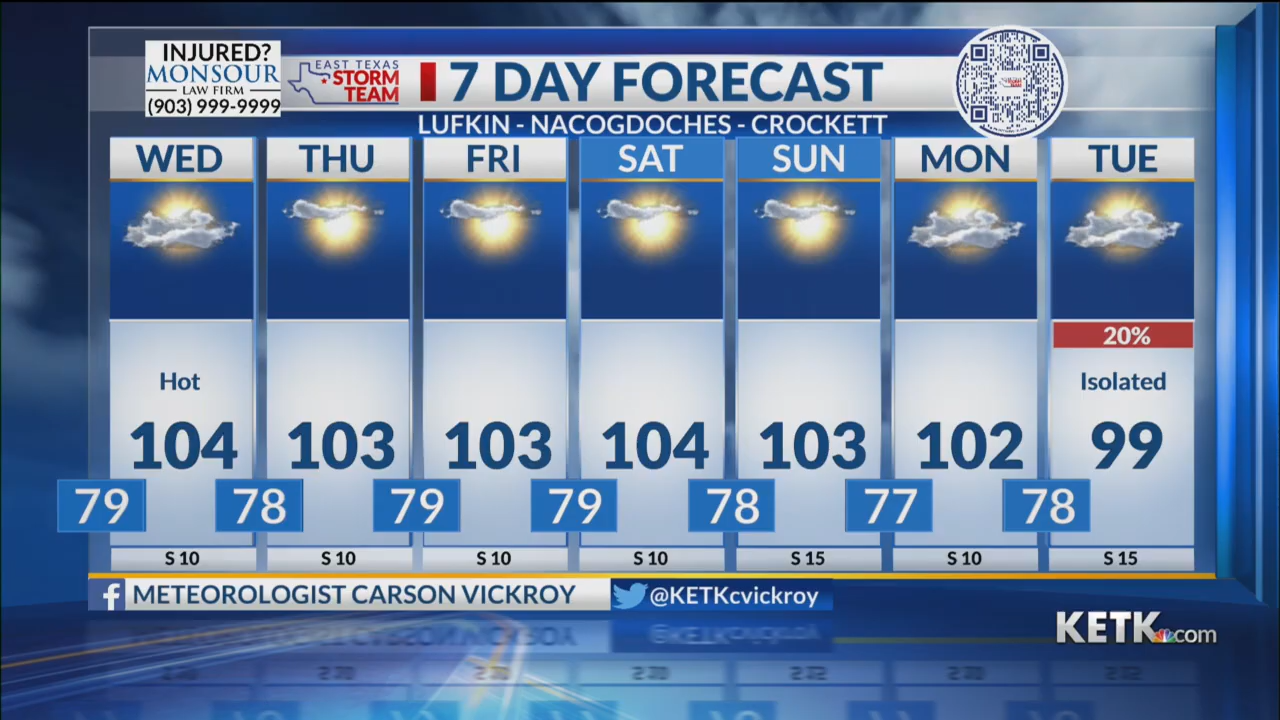 INJURED?
MONSOUR
LAW FIRM
(903) 999-9999
EAST TEXAS
STORM
TEAM
7 DAY FORECAST
LUFKIN - NACOGDOCHES - CROCKETT
WED THU FRI SAT SUN MON TUE
20%
Hot Isolated
104 103 103 104 103 102 99
79 78 79 79 78 77 78
S 10 S 10 S 10 S 10 S 15 S 10 S 15
f METEOROLOGIST CARSON VICKROY @KETKcvickroy
KETK.com